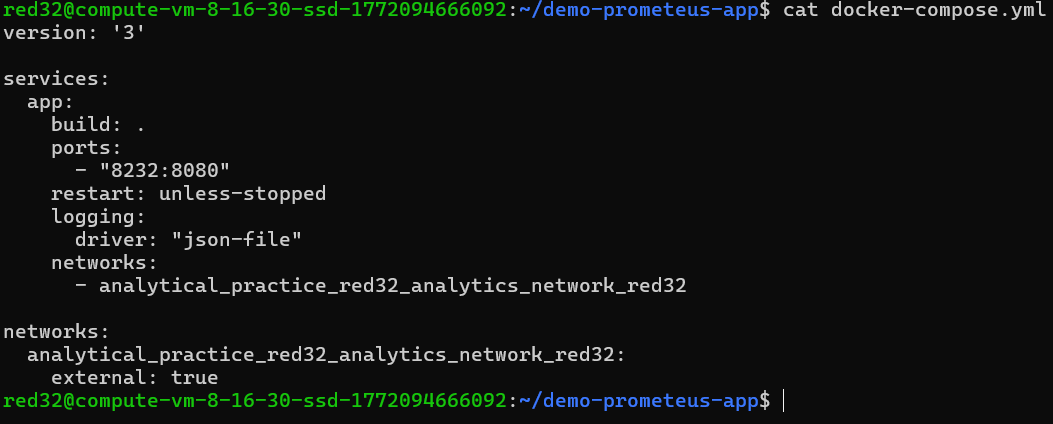 red32@compute-vm-8-16-30-ssd-1772094666092:~/demo-prometeus-app$ cat docker-compose.yml
version: '3'

services:
  app:
    build: .
    ports:
      - "8232:8080"
    restart: unless-stopped
    logging:
      driver: "json-file"
    networks:
      - analytical_practice_red32_analytics_network_red32

networks:
  analytical_practice_red32_analytics_network_red32:
    external: true
red32@compute-vm-8-16-30-ssd-1772094666092:~/demo-prometeus-app$